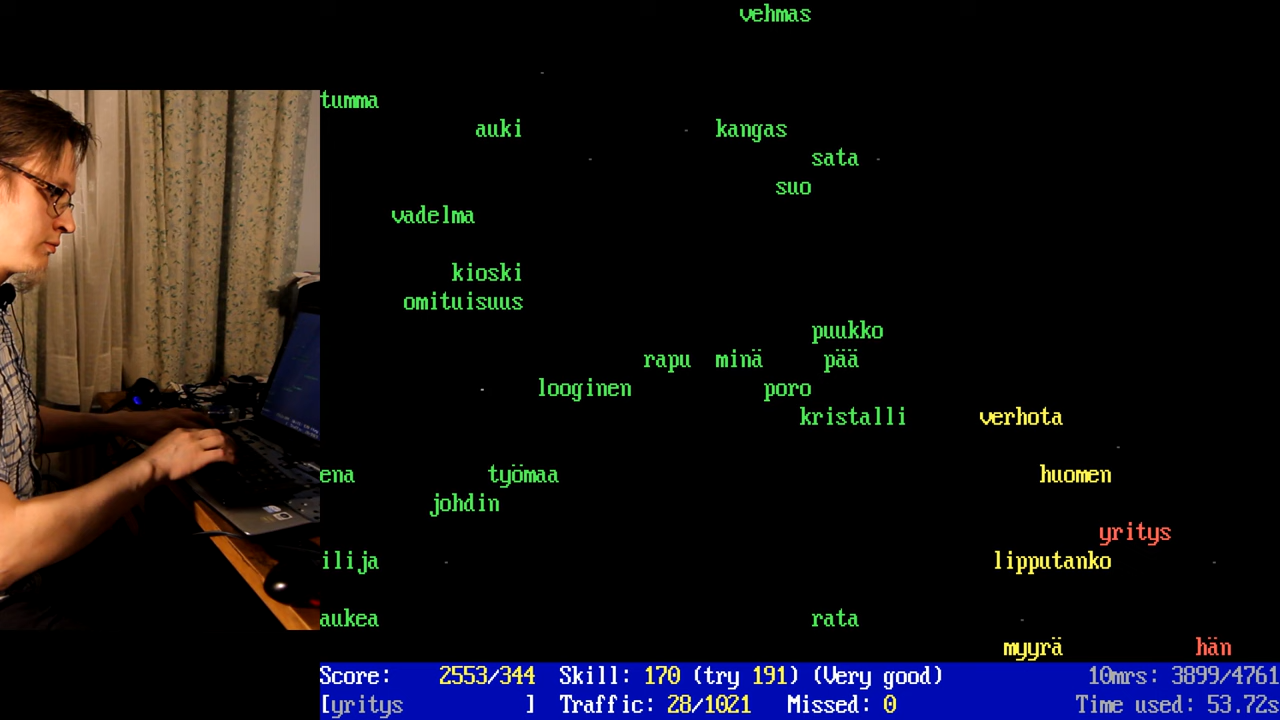 vehmas
tumma
auki kangas
sata
suo
vadelma
kioski
omituisuus
puukko
rapu minä pää
looginen poro
kristalli verhota
ena työmaa huomen
johdin
yritys
ilija lipputanko
aukea rata
myyrä hän
Score: 2553/344 Skill: 170 (try 191) (Very good) 10mrs: 3899/4761
[yritys ] Traffic: 28/1021 Missed: 0 Time used: 53.72s